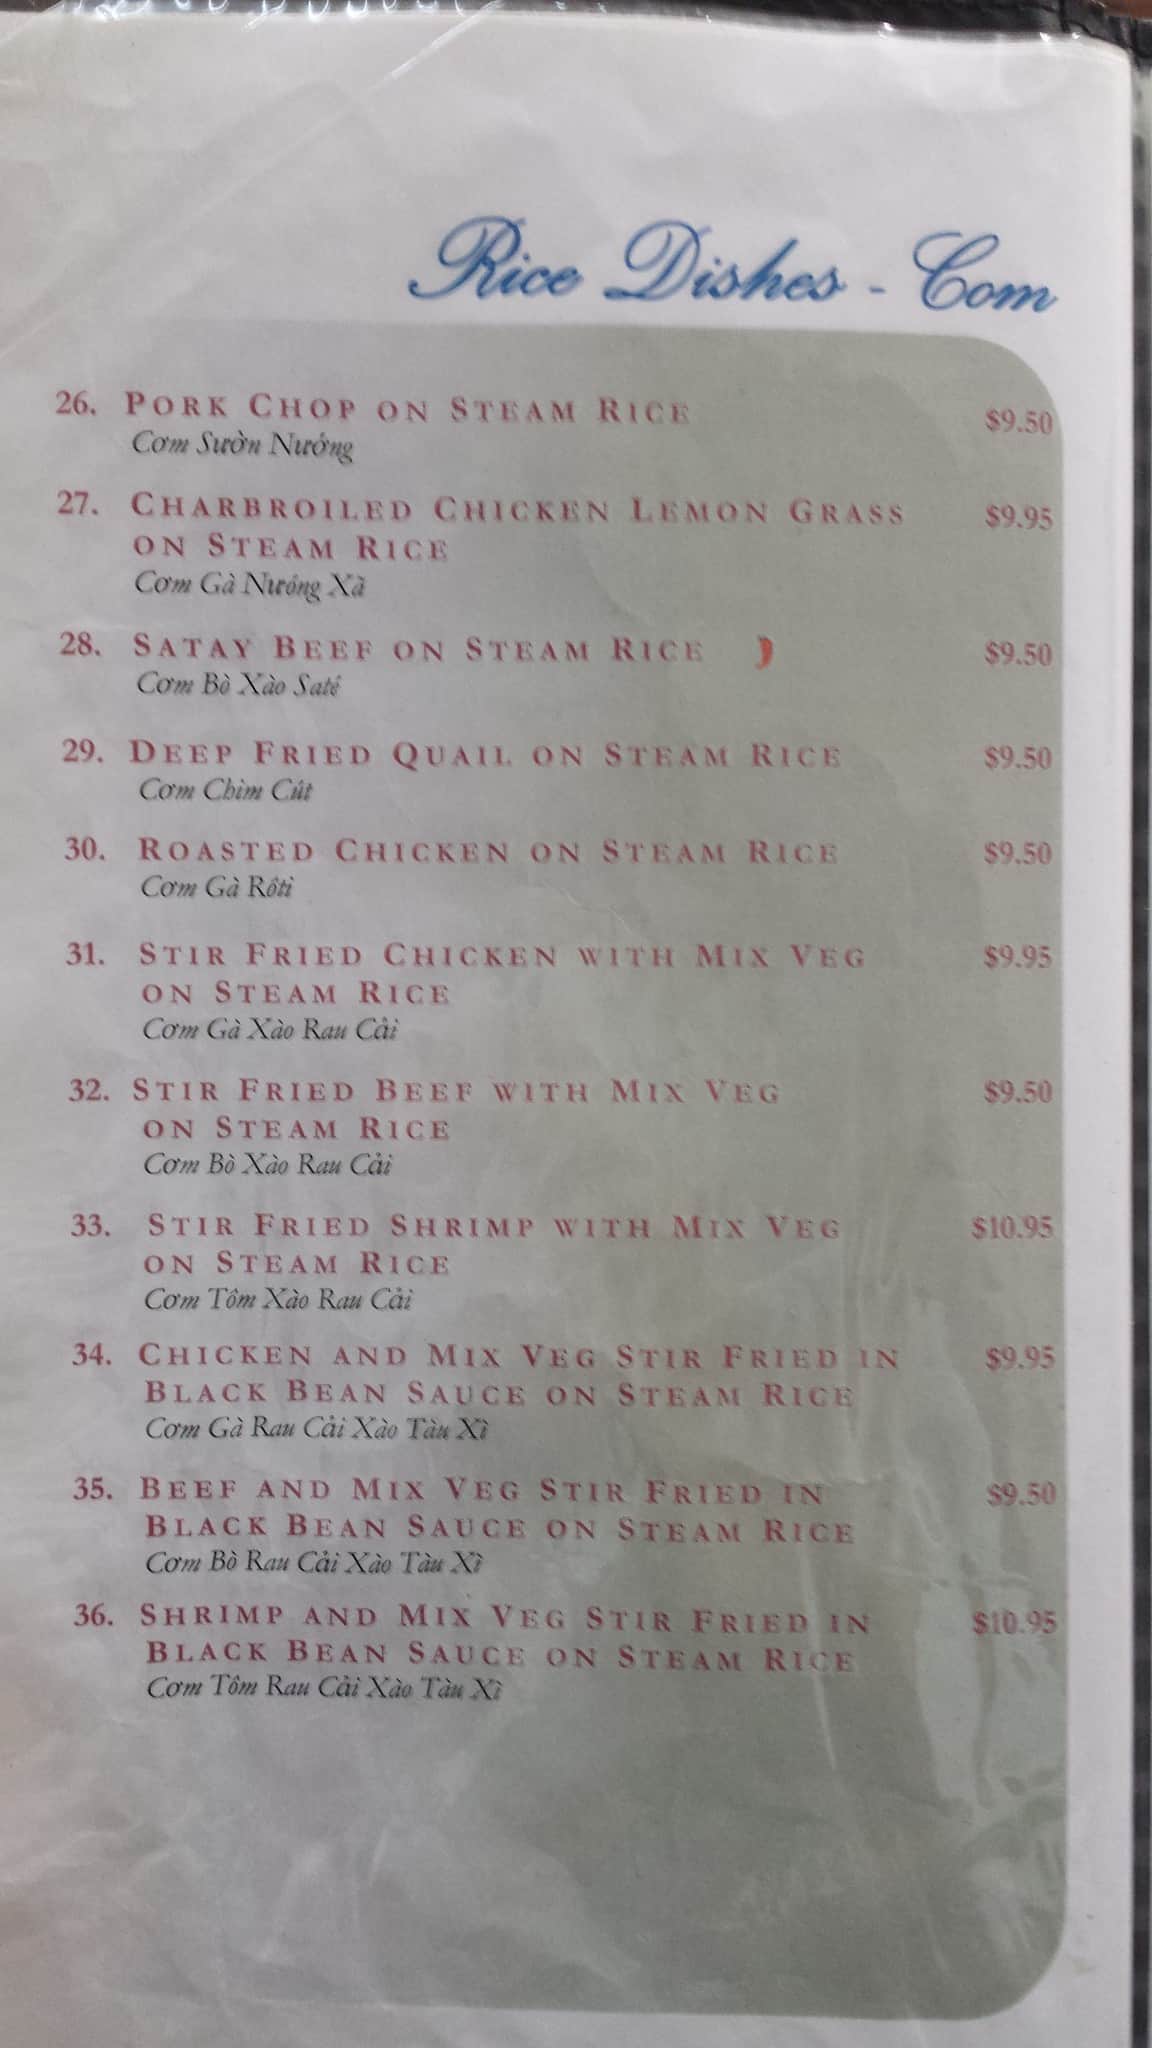 Rice Dishes - Com
26. PORK CHOP ON STEAM RICE $9.50
Cơm Sườn Nướng
27. CHARBROILED CHICKEN LEMON GRASS $9.95
ON STEAM RICE
Cơm Gà Nướng Xã
28. SATAY BEEF ON STEAM RICE $9.50
Cơm Bò Xào Saté
29. DEEP FRIED QUAIL ON STEAM RICE $9.50
Cơm Chim Cút
30. ROASTED CHICKEN ON STEAM RICE $9.50
Cơm Gà Rôti
31. STIR FRIED CHICKEN WITH MIX VEG $9.95
ON STEAM RICE
Cơm Gà Xào Rau Cải
32. STIR FRIED BEEF WITH MIX VEG $9.50
ON STEAM RICE
Cơm Bò Xào Rau Cải
33. STIR FRIED SHRIMP WITH MIX VEG $10.95
ON STEAM RICE
Cơm Tôm Xào Rau Cải
34. CHICKEN AND MIX VEG STIR FRIED IN $9.95
BLACK BEAN SAUCE ON STEAM RICE
Cơm Gà Rau Cải Xào Tàu Xì
35. BEEF AND MIX VEG STIR FRIED IN $9.50
BLACK BEAN SAUCE ON STEAM RICE
Cơm Bò Rau Cải Xào Tàu Xì
36. SHRIMP AND MIX VEG STIR FRIED IN $10.95
BLACK BEAN SAUCE ON STEAM RICE
Cơm Tôm Rau Cải Xào Tàu Xì